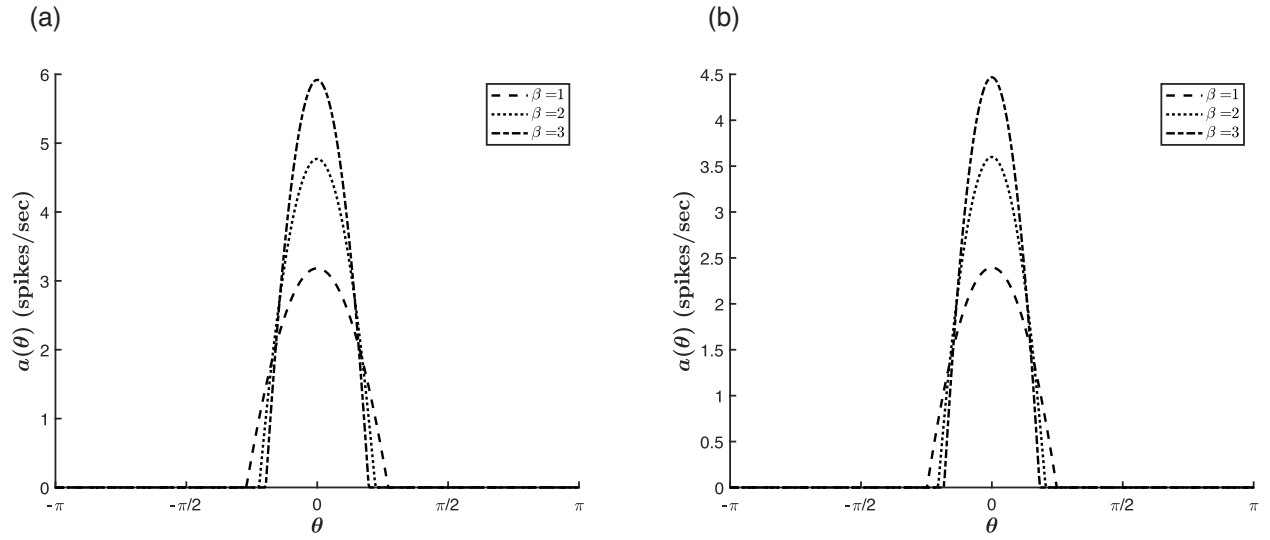 (a)
6
5
4
3
2
1
0
a(θ) (spikes/sec)
-π
-π/2
0
π/2
π
θ
β=1
β=2
β=3
(b)
4.5
4
3.5
3
2.5
2
1.5
1
0.5
0
a(θ) (spikes/sec)
-π
-π/2
0
π/2
π
θ
β=1
β=2
β=3